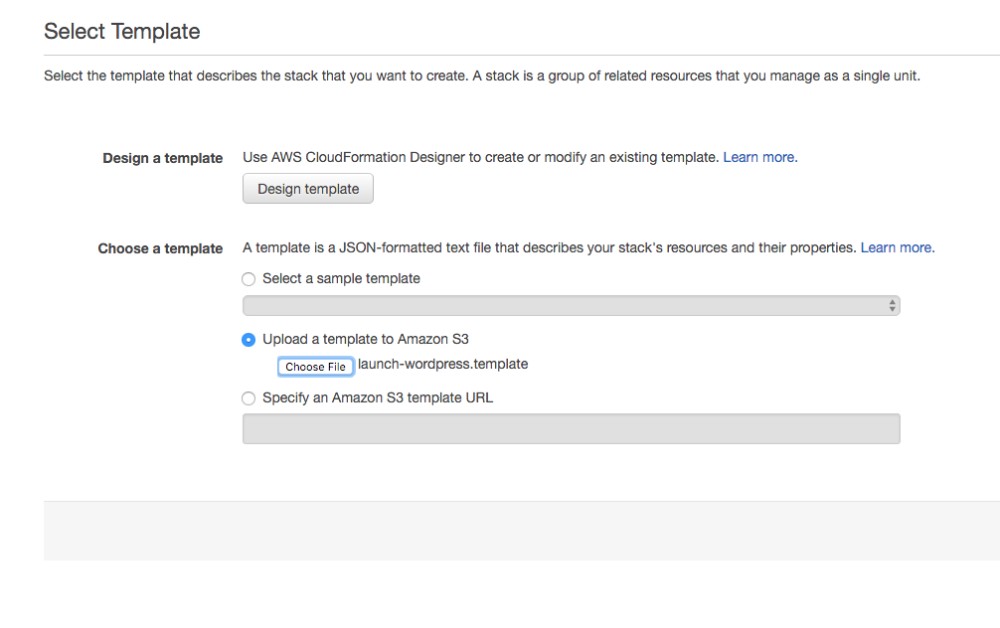 Select Template
Select the template that describes the stack that you want to create. A stack is a group of related resources that you manage as a single unit.
Design a template
Use AWS CloudFormation Designer to create or modify an existing template. Learn more.
Design template
Choose a template
A template is a JSON-formatted text file that describes your stack's resources and their properties. Learn more.
Select a sample template
Upload a template to Amazon S3
Choose File launch-wordpress.template
Specify an Amazon S3 template URL